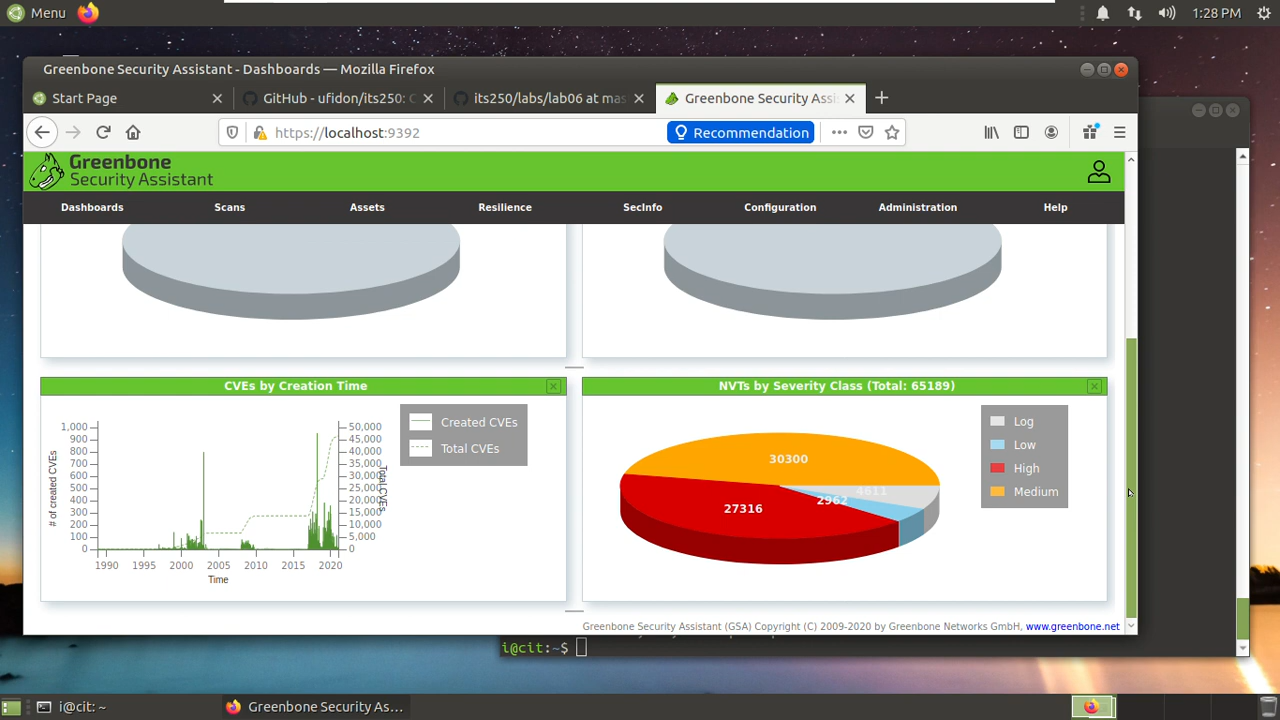 Menu
1:28 PM
Greenbone Security Assistant - Dashboards — Mozilla Firefox
Start Page
GitHub - ufidon/its250: C
its250/labs/lab06 at mas
Greenbone Security Assis
https://localhost:9392
Recommendation
Greenbone
Security Assistant
Dashboards
Scans
Assets
Resilience
SecInfo
Configuration
Administration
Help
CVEs by Creation Time
1,000
900
800
700
600
500
400
300
200
100
0
# of created CVEs
50,000
45,000
40,000
35,000
30,000
25,000
20,000
15,000
10,000
5,000
0
Total CVEs
1990
1995
2000
2005
2010
2015
2020
Time
Created CVEs
Total CVEs
NVTs by Severity Class (Total: 65189)
30300
4611
2962
27316
Log
Low
High
Medium
Greenbone Security Assistant (GSA) Copyright (C) 2009-2020 by Greenbone Networks GmbH, www.greenbone.net
i@cit:~$
i@cit: ~
Greenbone Security As...